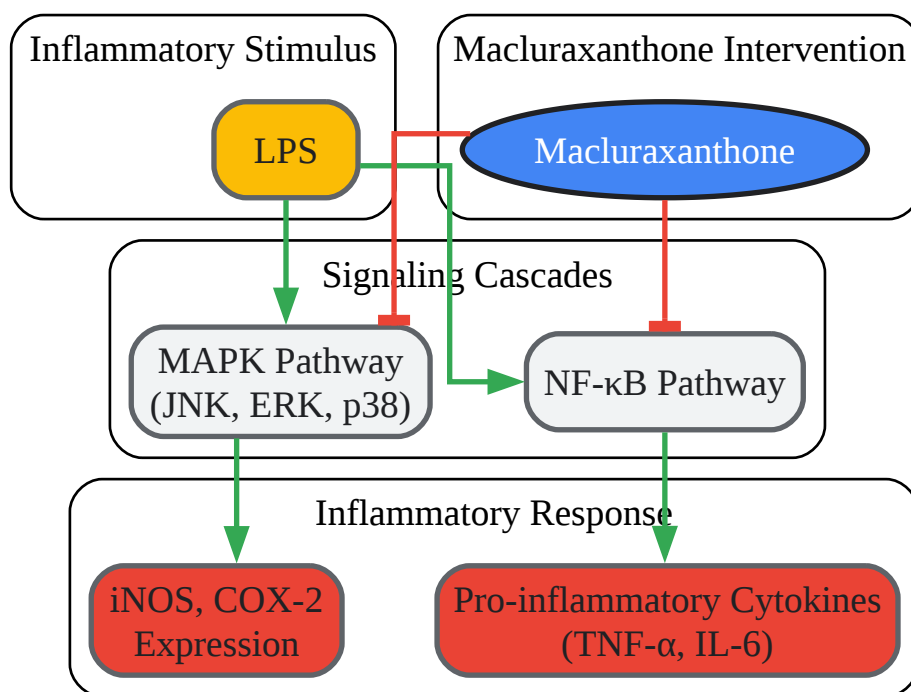 Inflammatory Stimulus
Macluraxanthone Intervention
LPS
Macluraxanthone
Signaling Cascades
MAPK Pathway
(JNK, ERK, p38)
NF-κB Pathway
Inflammatory Response
iNOS, COX-2
Expression
Pro-inflammatory Cytokines
(TNF-α, IL-6)